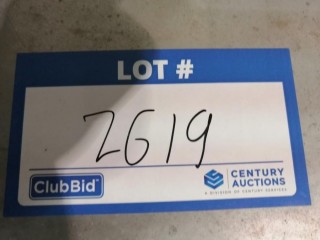 LOT #
2619
ClubBid
CENTURY
AUCTIONS
A DIVISION OF CENTURY SERVICES